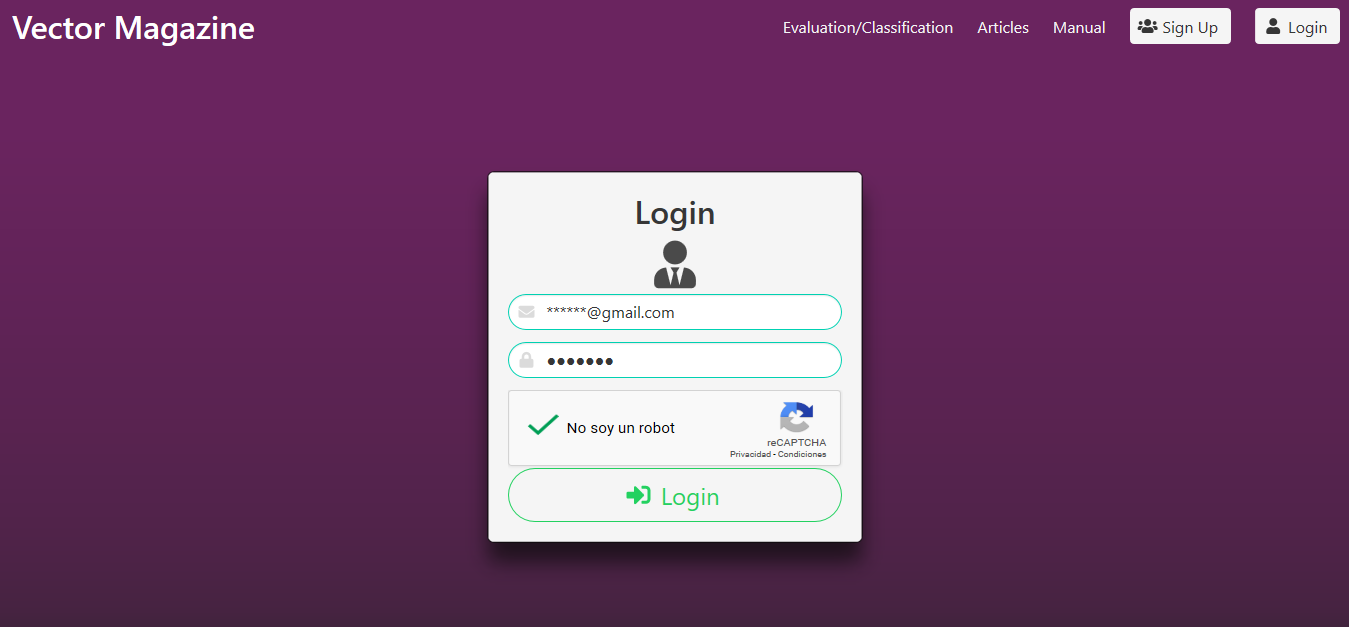 Vector Magazine
Evaluation/Classification Articles Manual Sign Up Login
Login
******@gmail.com
●●●●●●●
No soy un robot
reCAPTCHA
Privacidad - Condiciones
Login